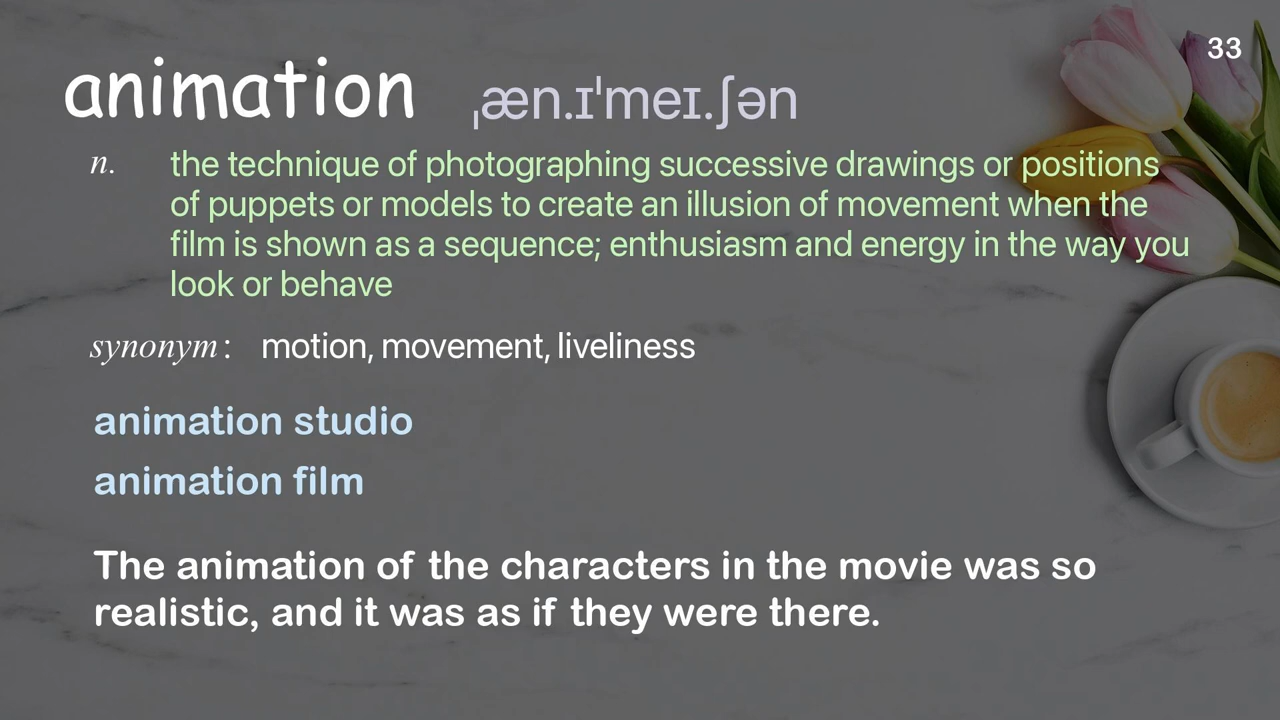 33
animation ˌæn.ɪˈmeɪ.ʃən
n. the technique of photographing successive drawings or positions
of puppets or models to create an illusion of movement when the
film is shown as a sequence; enthusiasm and energy in the way you
look or behave
synonym: motion, movement, liveliness
animation studio
animation film
The animation of the characters in the movie was so
realistic, and it was as if they were there.